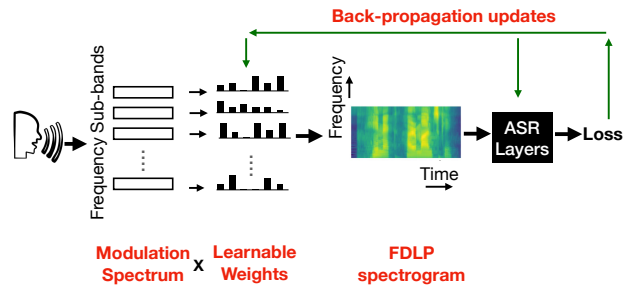 Back-propagation updates
Frequency Sub-bands
Frequency
ASR
Layers
Loss
Time
Modulation
Spectrum
X
Learnable
Weights
FDLP
spectrogram